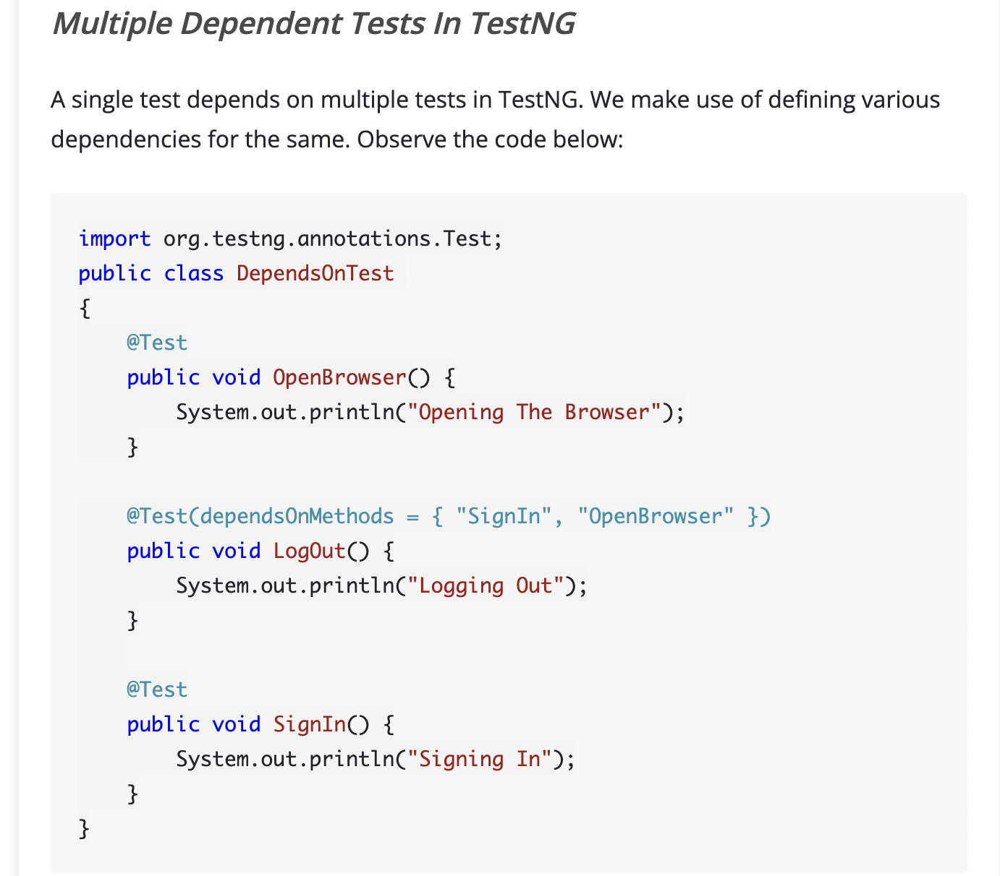 Multiple Dependent Tests In TestNG
A single test depends on multiple tests in TestNG. We make use of defining various
dependencies for the same. Observe the code below:
import org.testng.annotations.Test;
public class DependsOnTest
{
    @Test
    public void OpenBrowser() {
        System.out.println("Opening The Browser");
    }
    @Test(dependsOnMethods = { "SignIn", "OpenBrowser" })
    public void LogOut() {
        System.out.println("Logging Out");
    }
    @Test
    public void SignIn() {
        System.out.println("Signing In");
    }
}